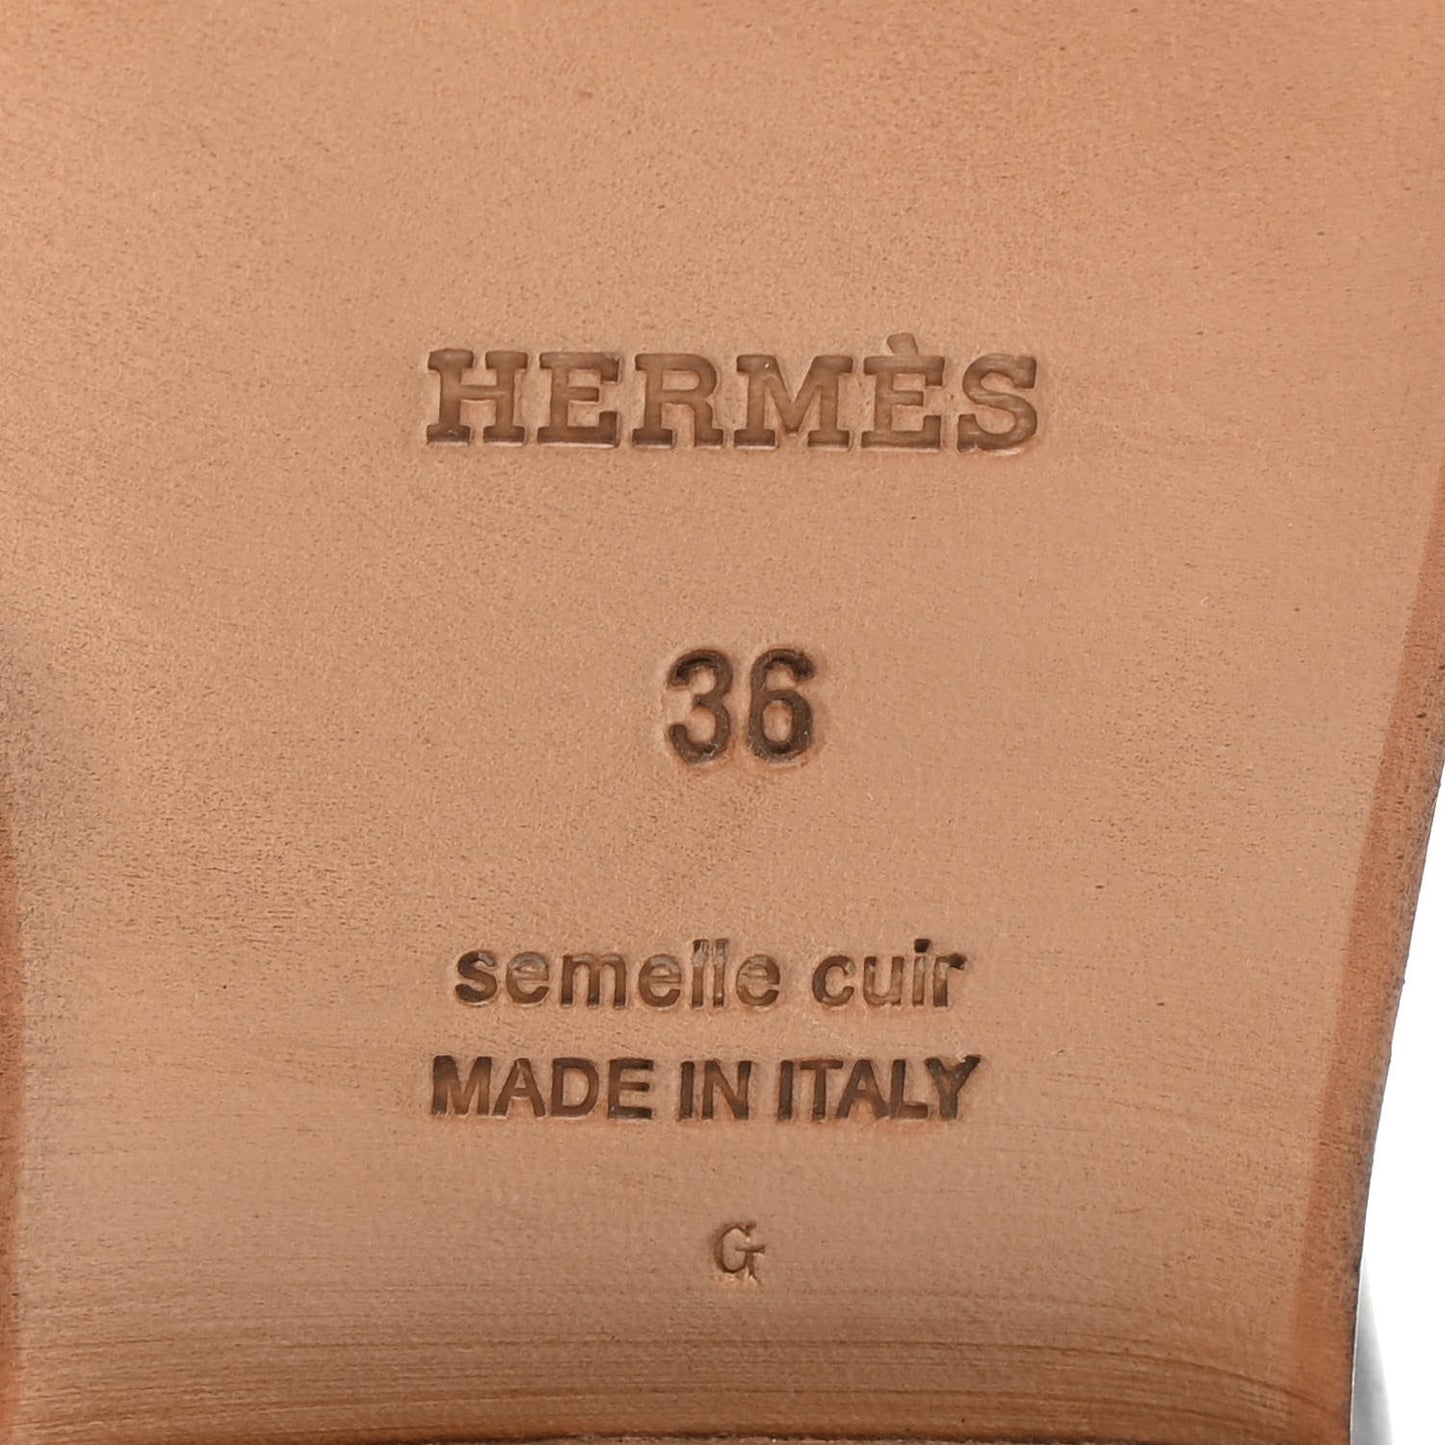 HERMÈS
36
semelle cuir
MADE IN ITALY
G